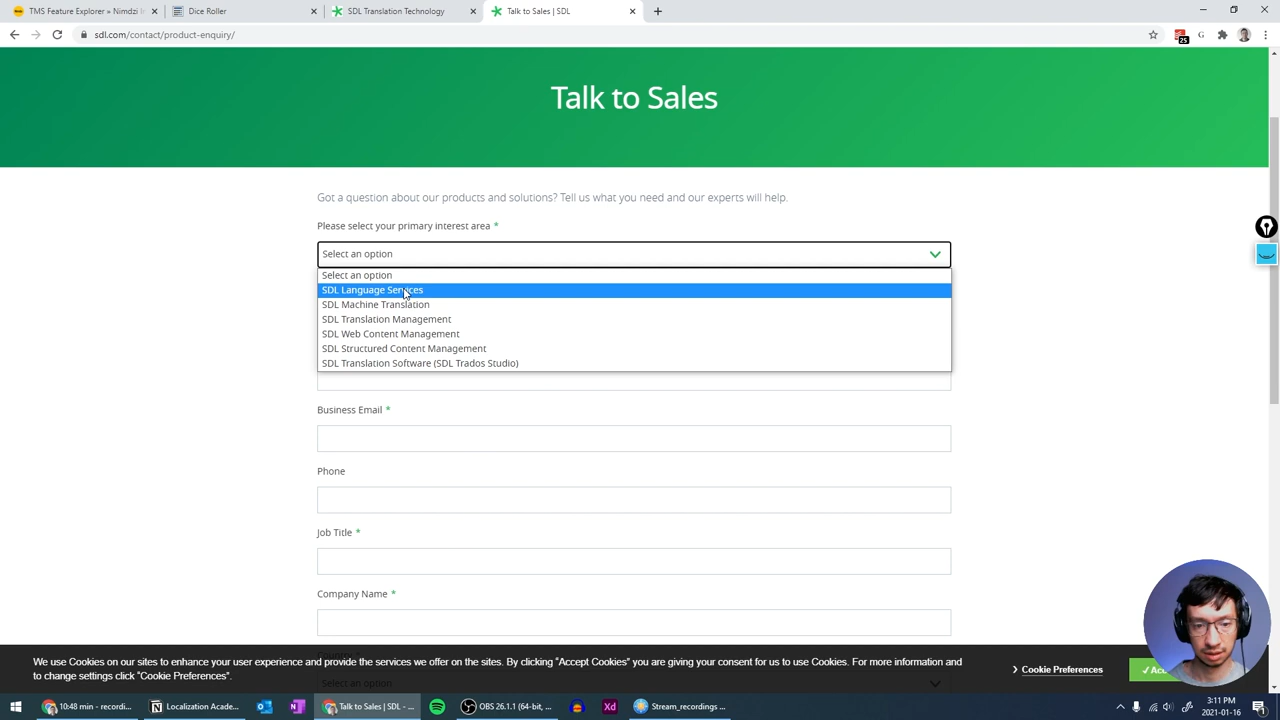 TMS Feature Explorer » Nimdzi I
Dice Roller
SDL Translation Technology
Talk to Sales | SDL
sdl.com/contact/product-enquiry/
25
G
Talk to Sales
Got a question about our products and solutions? Tell us what you need and our experts will help.
Please select your primary interest area *
Select an option
Select an option
SDL Language Services
SDL Machine Translation
SDL Translation Management
SDL Web Content Management
SDL Structured Content Management
SDL Translation Software (SDL Trados Studio)
Business Email *
Phone
Job Title *
Company Name *
Country *
Select an option
We use Cookies on our sites to enhance your user experience and provide the services we offer on the sites. By clicking "Accept Cookies" you are giving your consent for us to use Cookies. For more information and
to change settings click "Cookie Preferences".
Cookie Preferences
10:48 min - recordi...
Localization Acade...
Talk to Sales | SDL - ...
OBS 26.1.1 (64-bit, ...
Xd
Stream_recordings ...
3:11 PM
2021-01-16
1